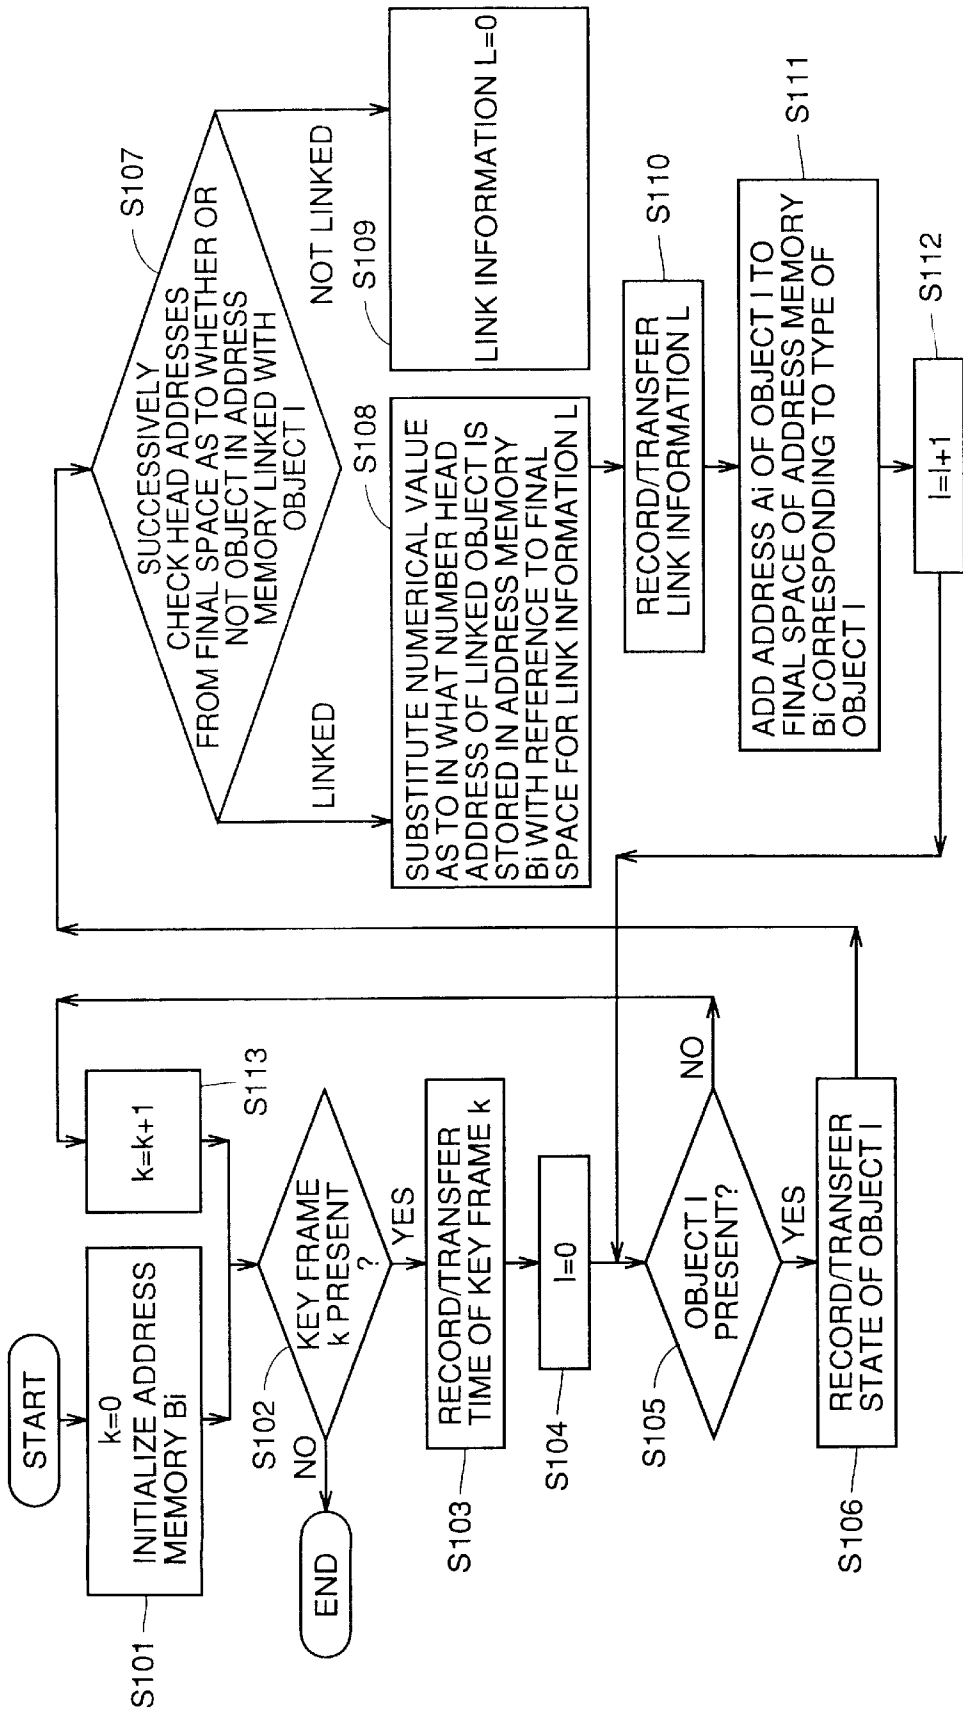 START
k=0
INITIALIZE ADDRESS
MEMORY Bi
S101
k=k+1
S113
KEY FRAME
k PRESENT
?
S102
NO
END
YES
RECORD/TRANSFER
TIME OF KEY FRAME k
S103
I=0
S104
OBJECT I
PRESENT?
S105
NO
YES
RECORD/TRANSFER
STATE OF OBJECT I
S106
SUCCESSIVELY
CHECK HEAD ADDRESSES
FROM FINAL SPACE AS TO WHETHER OR
NOT OBJECT IN ADDRESS
MEMORY LINKED WITH
OBJECT I
S107
LINKED
NOT LINKED
S108
SUBSTITUTE NUMERICAL VALUE
AS TO IN WHAT NUMBER HEAD
ADDRESS OF LINKED OBJECT IS
STORED IN ADDRESS MEMORY
Bi WITH REFERENCE TO FINAL
SPACE FOR LINK INFORMATION L
S109
LINK INFORMATION L=0
RECORD/TRANSFER
LINK INFORMATION L
S110
ADD ADDRESS Ai OF OBJECT I TO
FINAL SPACE OF ADDRESS MEMORY
Bi CORRESPONDING TO TYPE OF
OBJECT I
S111
I=I+1
S112